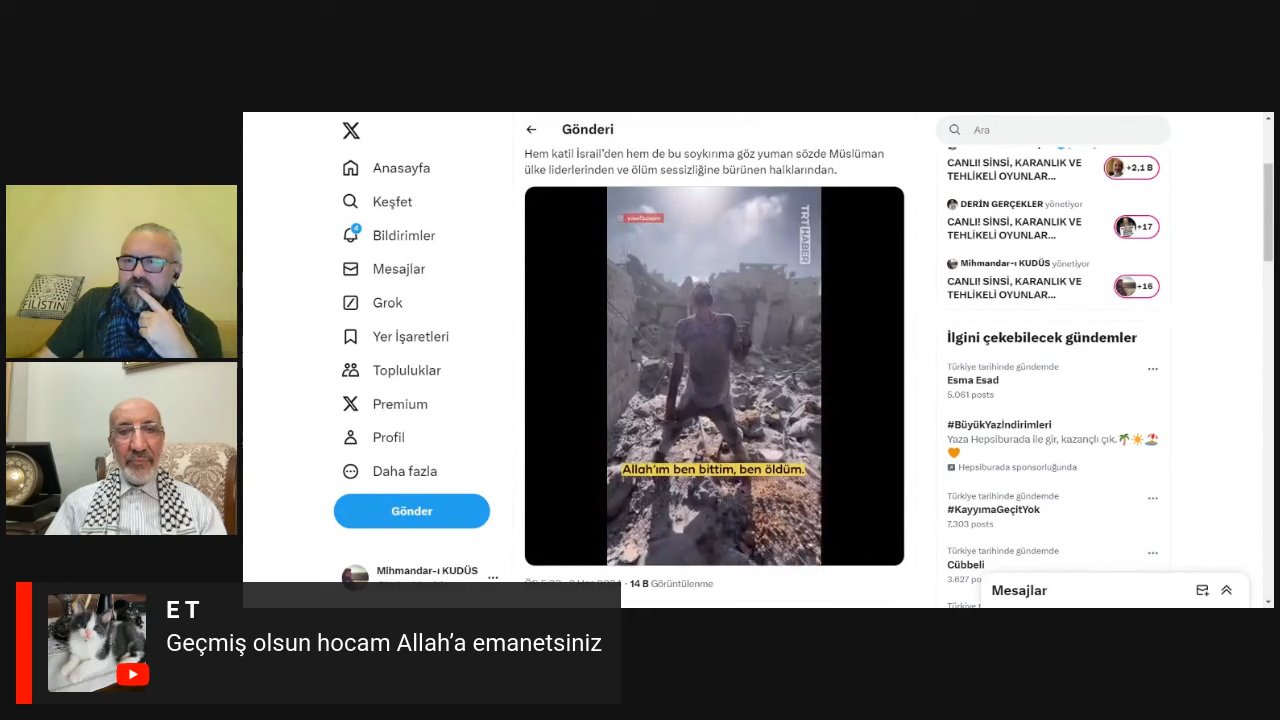 FİLİSTİN
X
Anasayfa
Keşfet
4
Bildirimler
Mesajlar
Grok
Yer İşaretleri
Topluluklar
Premium
Profil
Daha fazla
Gönder
Mihmandar-ı KUDÜS
Gönderi
Hem katil İsrail’den hem de bu soykırıma göz yuman sözde Müslüman
ülke liderlerinden ve ölüm sessizliğine bürünen halklarından.
TRT HABER
Allah'ım ben bittim, ben öldüm.
14 B Görüntülenme
Ara
CANLI! SİNSİ, KARANLIK VE
TEHLİKELİ OYUNLAR...
+2,1 B
DERİN GERÇEKLER yönetiyor
CANLI! SİNSİ, KARANLIK VE
TEHLİKELİ OYUNLAR...
+17
Mihmandar-ı KUDÜS yönetiyor
CANLI! SİNSİ, KARANLIK VE
TEHLİKELİ OYUNLAR...
+16
İlgini çekebilecek gündemler
Türkiye tarihinde gündemde
Esma Esad
5.061 posts
#BüyükYazİndirimleri
Yaza Hepsiburada ile gir, kazançlı çık.🌴☀️🏖️
🧡
Hepsiburada sponsorluğunda
Türkiye tarihinde gündemde
#KayyımaGeçitYok
7.303 posts
Türkiye tarihinde gündemde
Cübbeli
3.627 po
Mesajlar
E T
Geçmiş olsun hocam Allah’a emanetsiniz